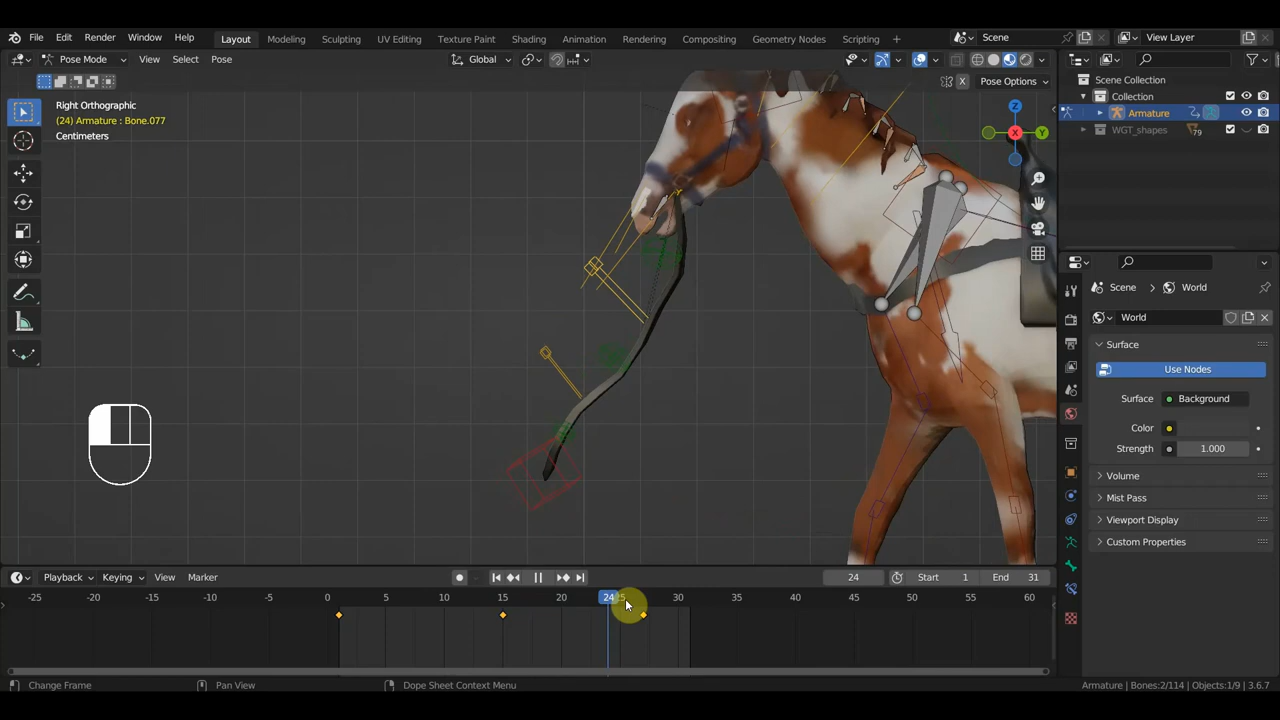 File Edit Render Window Help Layout Modeling Sculpting UV Editing Texture Paint Shading Animation Rendering Compositing Geometry Nodes Scripting + Scene View Layer
Pose Mode View Select Pose Global
X Pose Options
Right Orthographic
(24) Armature : Bone.077
Centimeters
Z
X
Y
Scene Collection
Collection
Armature
WGT_shapes 79
Scene > World
World
Surface
Use Nodes
Surface Background
Color
Strength 1.000
Volume
Mist Pass
Viewport Display
Custom Properties
Playback Keying View Marker 24 Start 1 End 31
-25 -20 -15 -10 -5 0 5 10 15 20 24 25 30 35 40 45 50 55 60
Change Frame Pan View Dope Sheet Context Menu Armature | Bones:2/114 | Objects:1/9 | 3.6.7